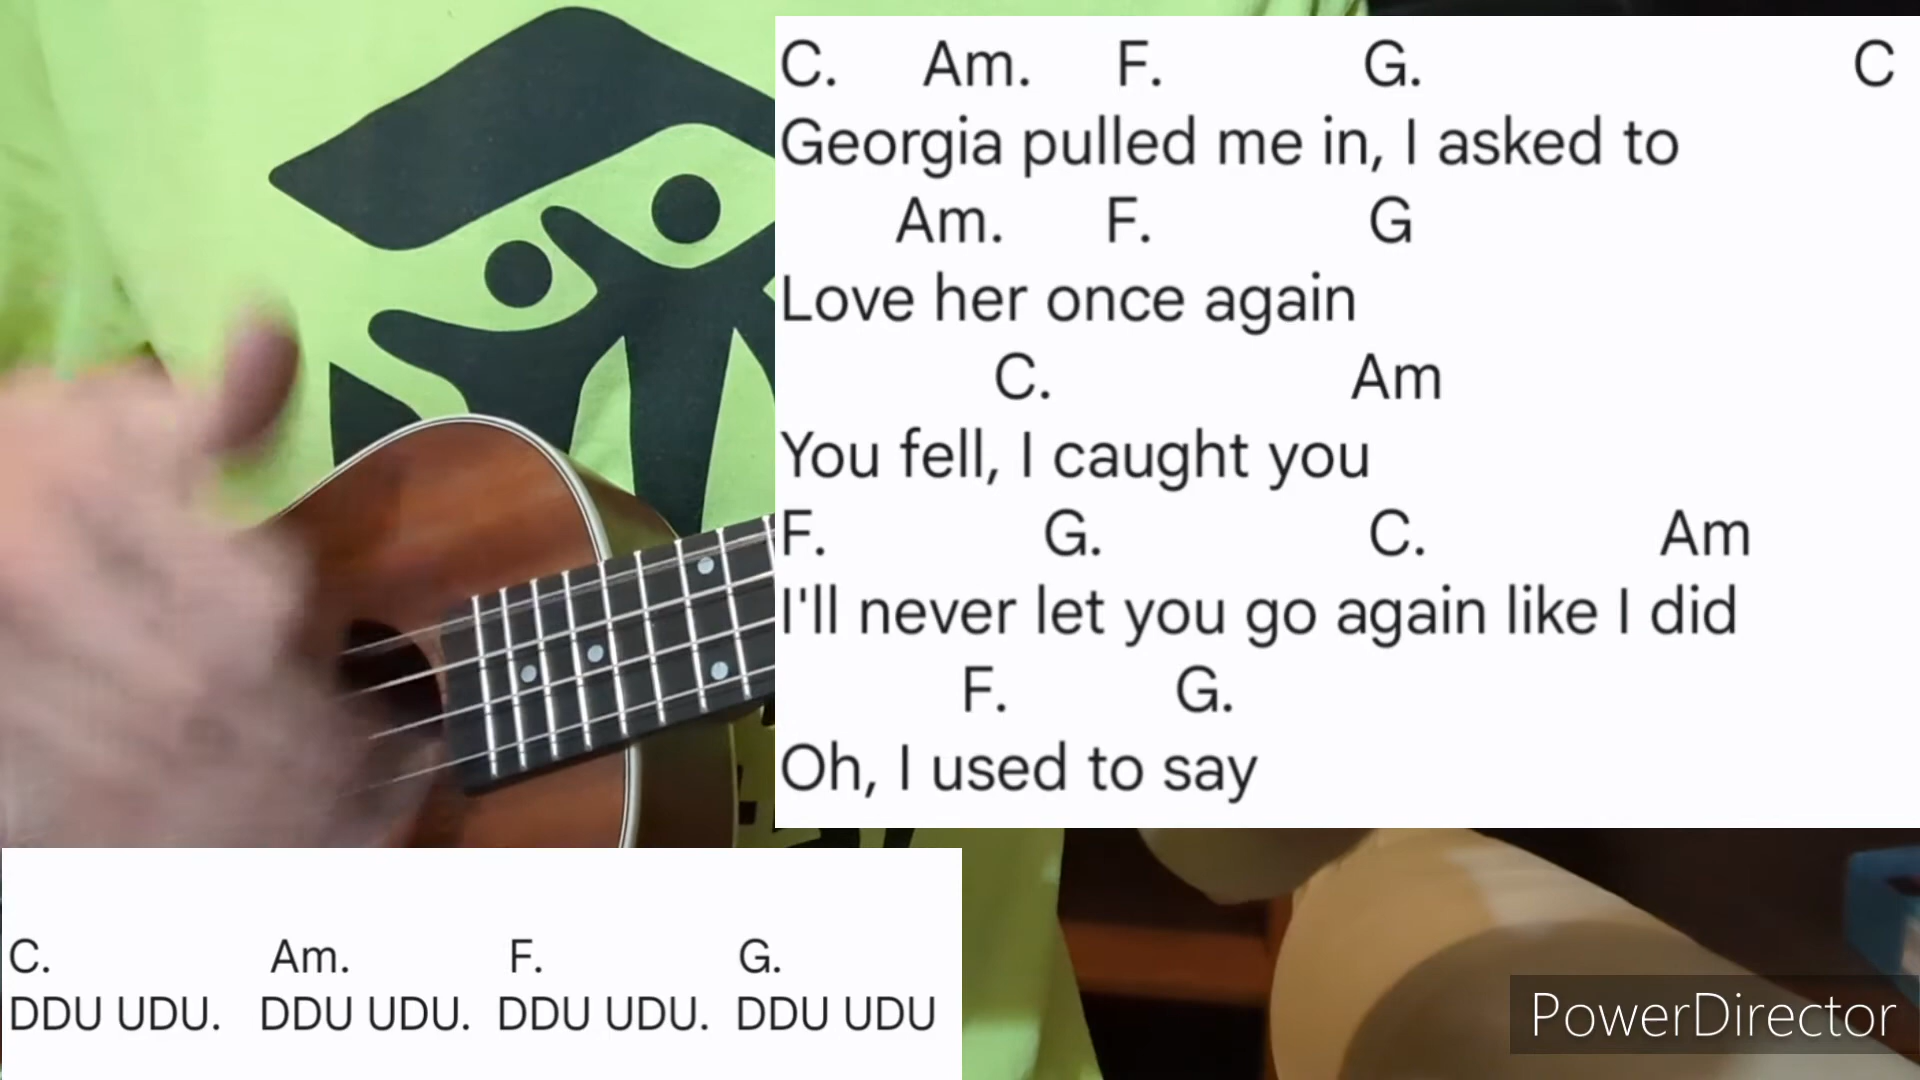 C. Am. F. G. C
Georgia pulled me in, I asked to
Am. F. G
Love her once again
C. Am
You fell, I caught you
F. G. C. Am
I'll never let you go again like I did
F. G.
Oh, I used to say
C. Am. F. G.
DDU UDU. DDU UDU. DDU UDU. DDU UDU
PowerDirector